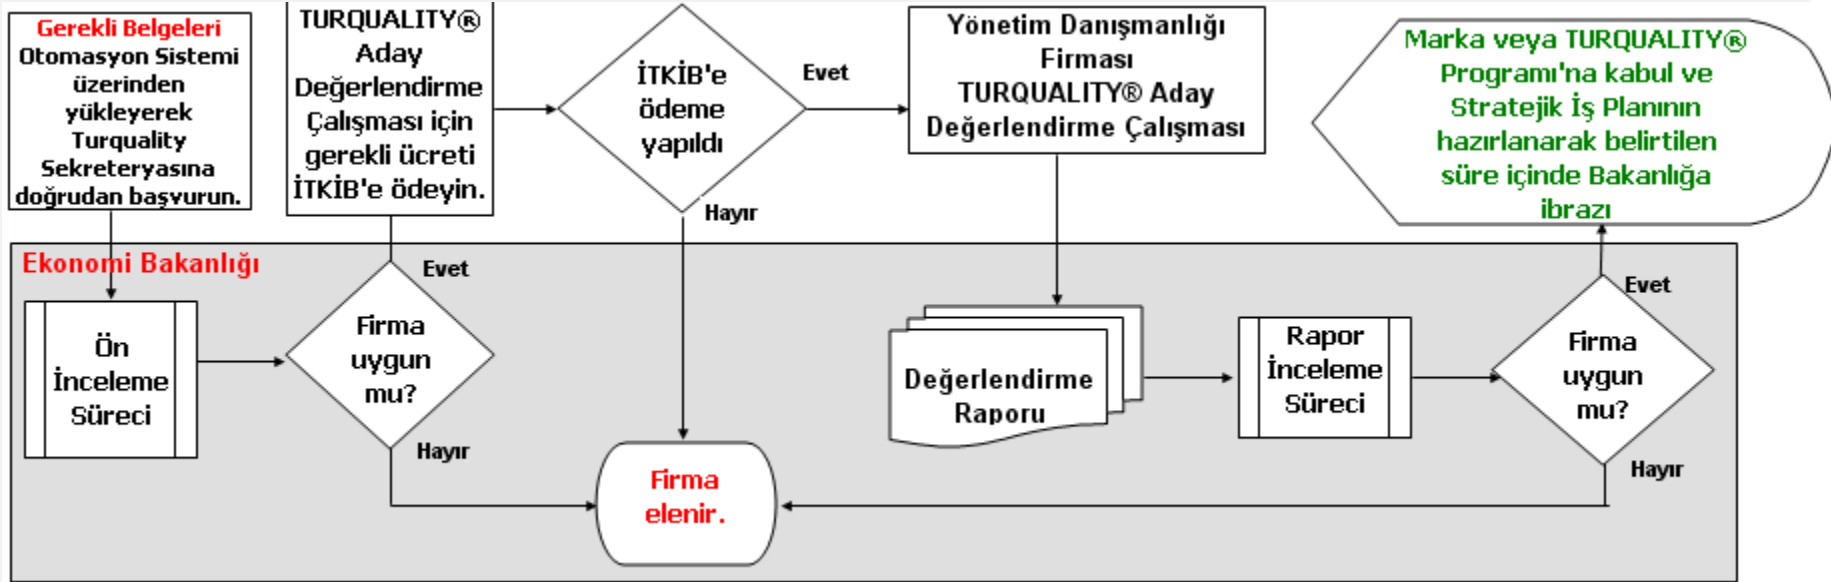 Gerekli Belgeleri
Otomasyon Sistemi
üzerinden
yükleyerek
Turquality
Sekreteryasına
doğrudan başvurun.
TURQUALITY®
Aday
Değerlendirme
Çalışması için
gerekli ücreti
İTKİB'e ödeyin.
İTKİB'e
ödeme
yapıldı
Evet
Hayır
Yönetim Danışmanlığı
Firması
TURQUALITY® Aday
Değerlendirme Çalışması
Marka veya TURQUALITY®
Programı'na kabul ve
Stratejik İş Planının
hazırlanarak belirtilen
süre içinde Bakanlığa
ibrazı
Ekonomi Bakanlığı
Ön
İnceleme
Süreci
Firma
uygun
mu?
Evet
Hayır
Firma
elenir.
Değerlendirme
Raporu
Rapor
İnceleme
Süreci
Firma
uygun
mu?
Evet
Hayır